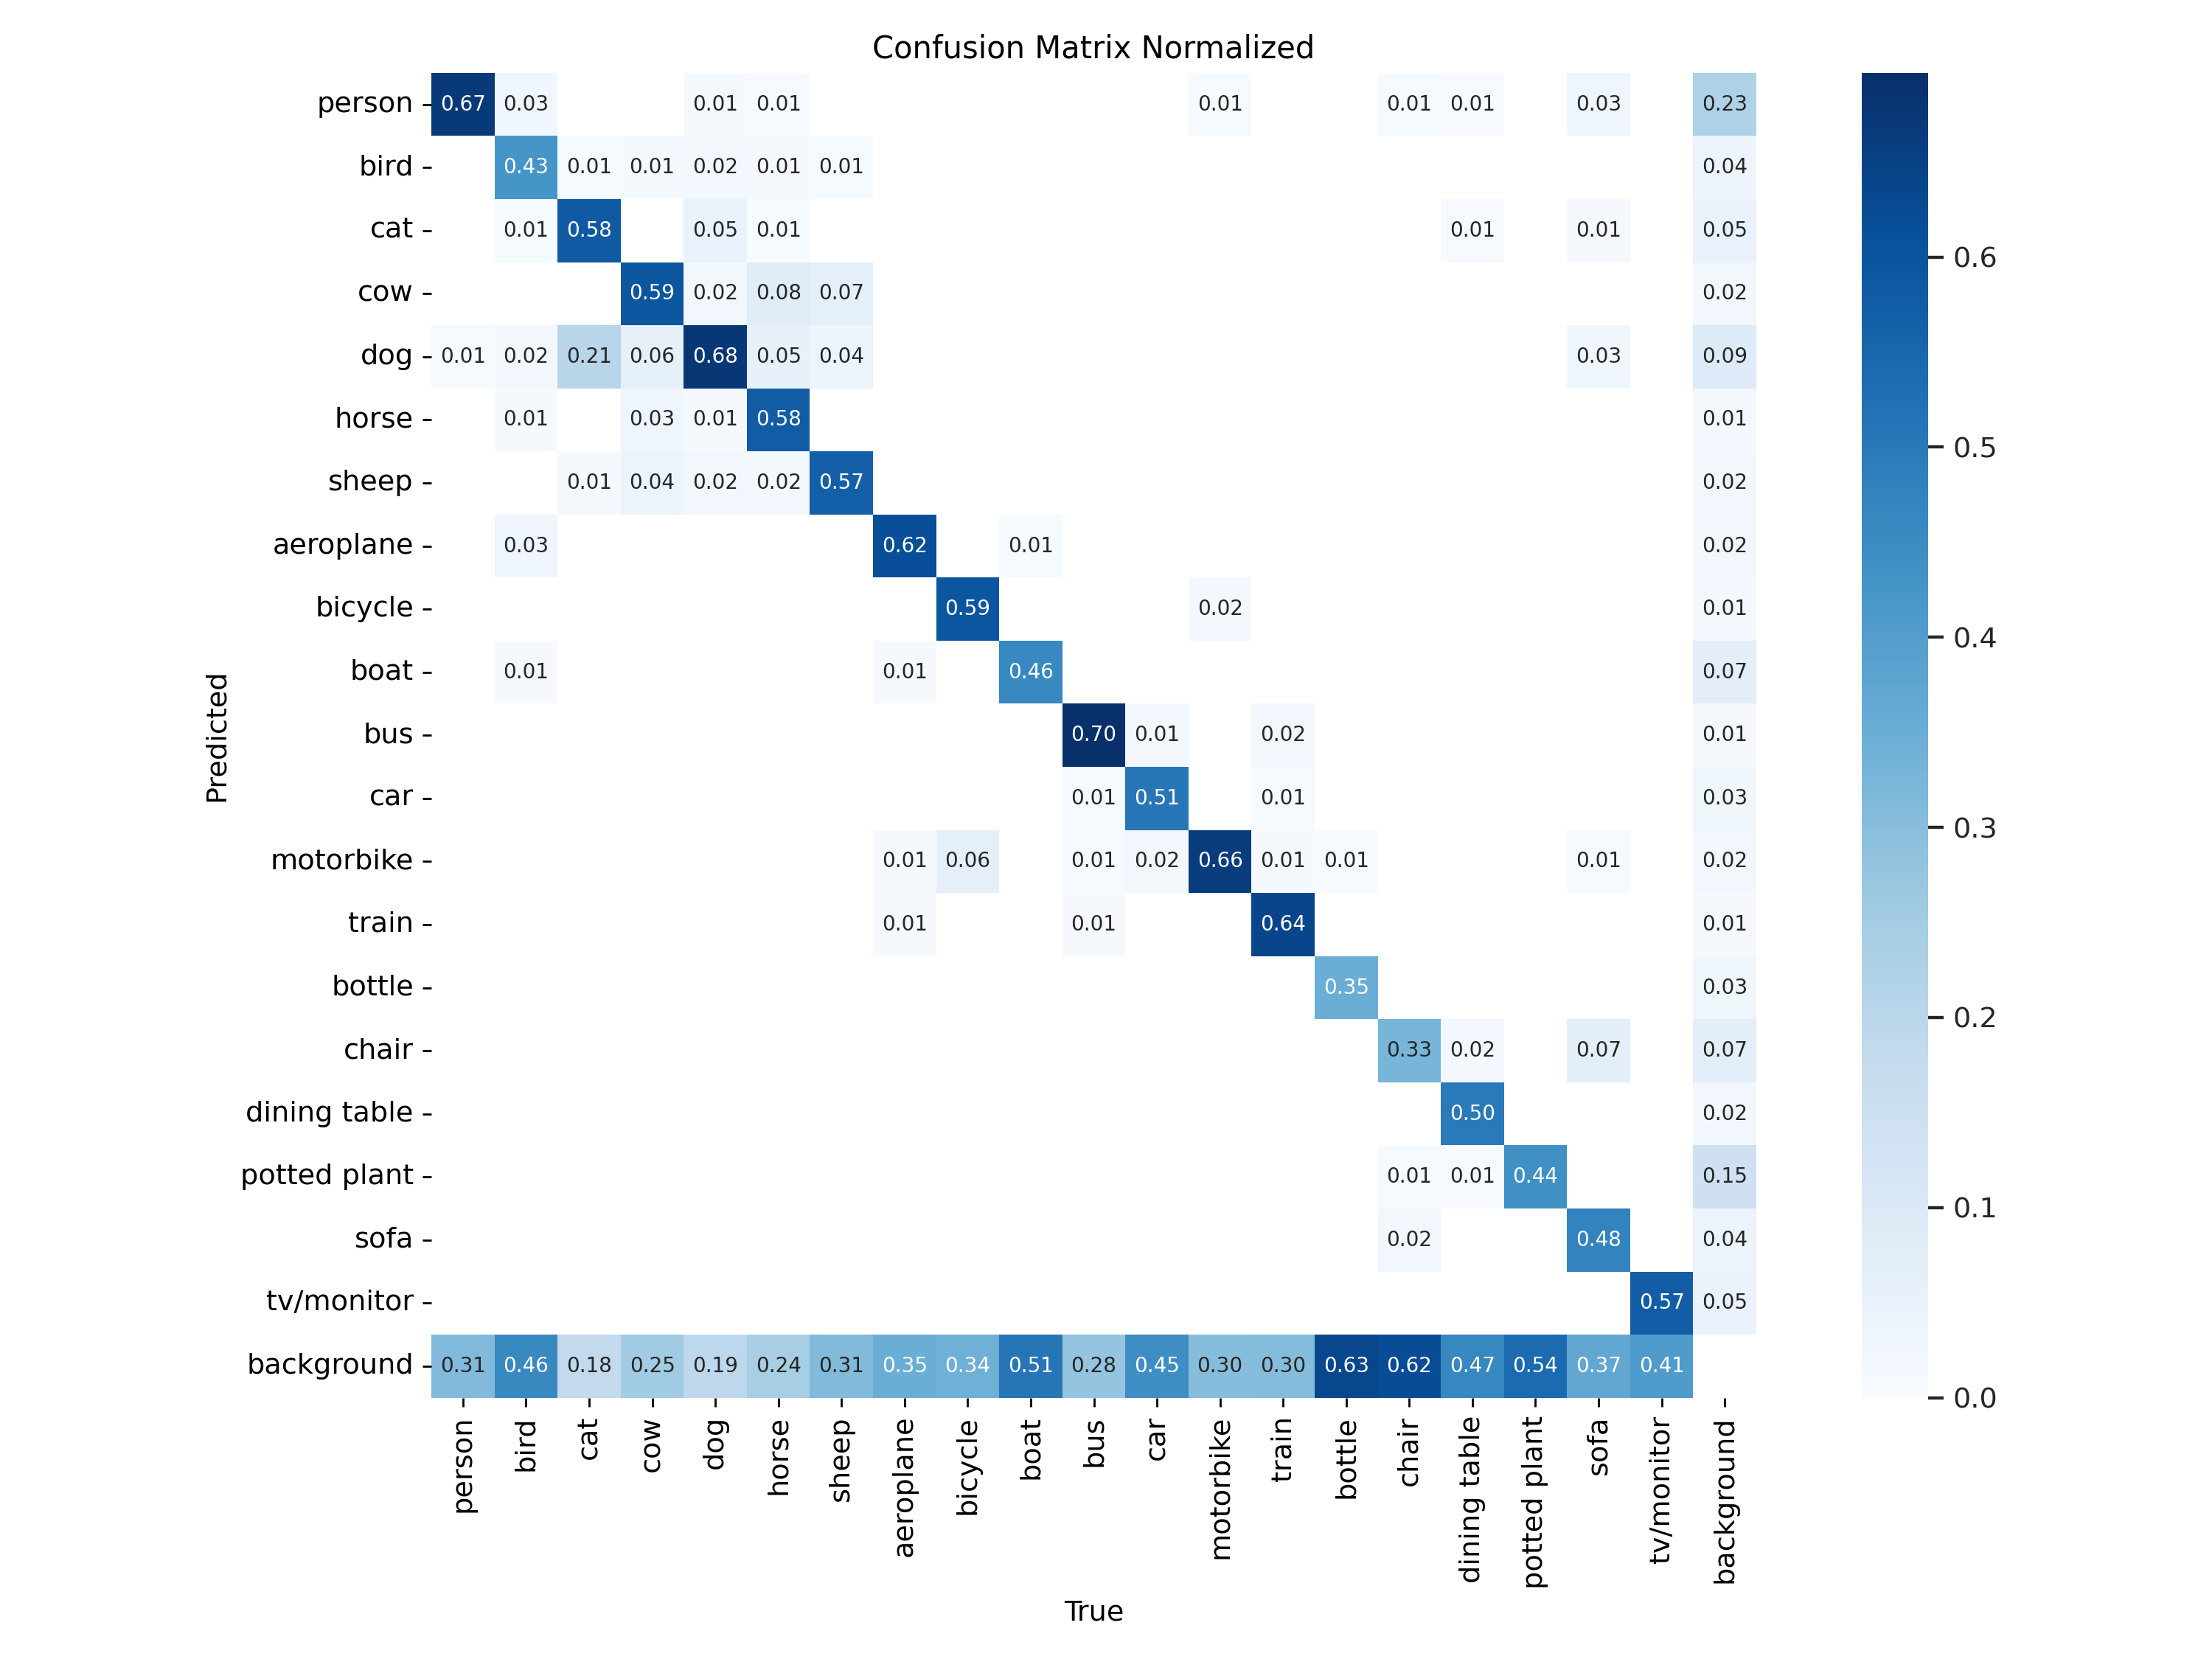 Confusion Matrix Normalized
person 0.67 0.03 0.01 0.01 0.01 0.01 0.01 0.03 0.23
bird 0.43 0.01 0.01 0.02 0.01 0.01 0.04
cat 0.01 0.58 0.05 0.01 0.01 0.01 0.05
cow 0.59 0.02 0.08 0.07 0.02
dog 0.01 0.02 0.21 0.06 0.68 0.05 0.04 0.03 0.09
horse 0.01 0.03 0.01 0.58 0.01
sheep 0.01 0.04 0.02 0.02 0.57 0.02
aeroplane 0.03 0.62 0.01 0.02
bicycle 0.59 0.02 0.01
boat 0.01 0.01 0.46 0.07
bus 0.70 0.01 0.02 0.01
car 0.01 0.51 0.01 0.03
motorbike 0.01 0.06 0.01 0.02 0.66 0.01 0.01 0.01 0.02
train 0.01 0.01 0.64 0.01
bottle 0.35 0.03
chair 0.33 0.02 0.07 0.07
dining table 0.50 0.02
potted plant 0.01 0.01 0.44 0.15
sofa 0.02 0.48 0.04
tv/monitor 0.57 0.05
background 0.31 0.46 0.18 0.25 0.19 0.24 0.31 0.35 0.34 0.51 0.28 0.45 0.30 0.30 0.63 0.62 0.47 0.54 0.37 0.41
person bird cat cow dog horse sheep aeroplane bicycle boat bus car motorbike train bottle chair dining table potted plant sofa tv/monitor background
True
Predicted
0.6
0.5
0.4
0.3
0.2
0.1
0.0